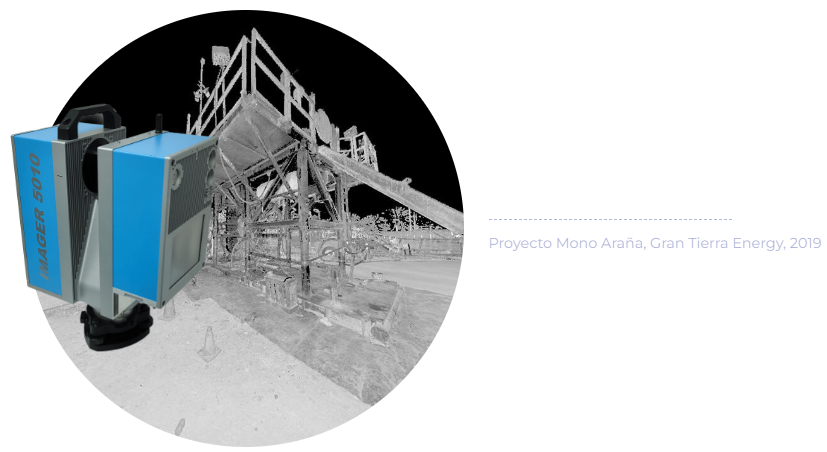 IMAGER 5010
Proyecto Mono Araña, Gran Tierra Energy, 2019